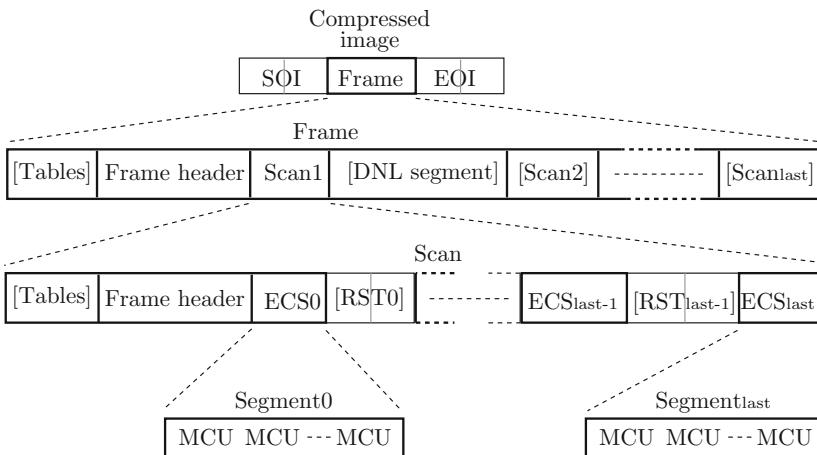 Compressed
image
SOI Frame EOI
Frame
[Tables] Frame header Scan1 [DNL segment] [Scan2] [Scanlast]
Scan
[Tables] Frame header ECS0 [RST0] ECSlast-1 [RSTlast-1] ECSlast
Segment0 Segmentlast
MCU MCU --- MCU MCU MCU --- MCU